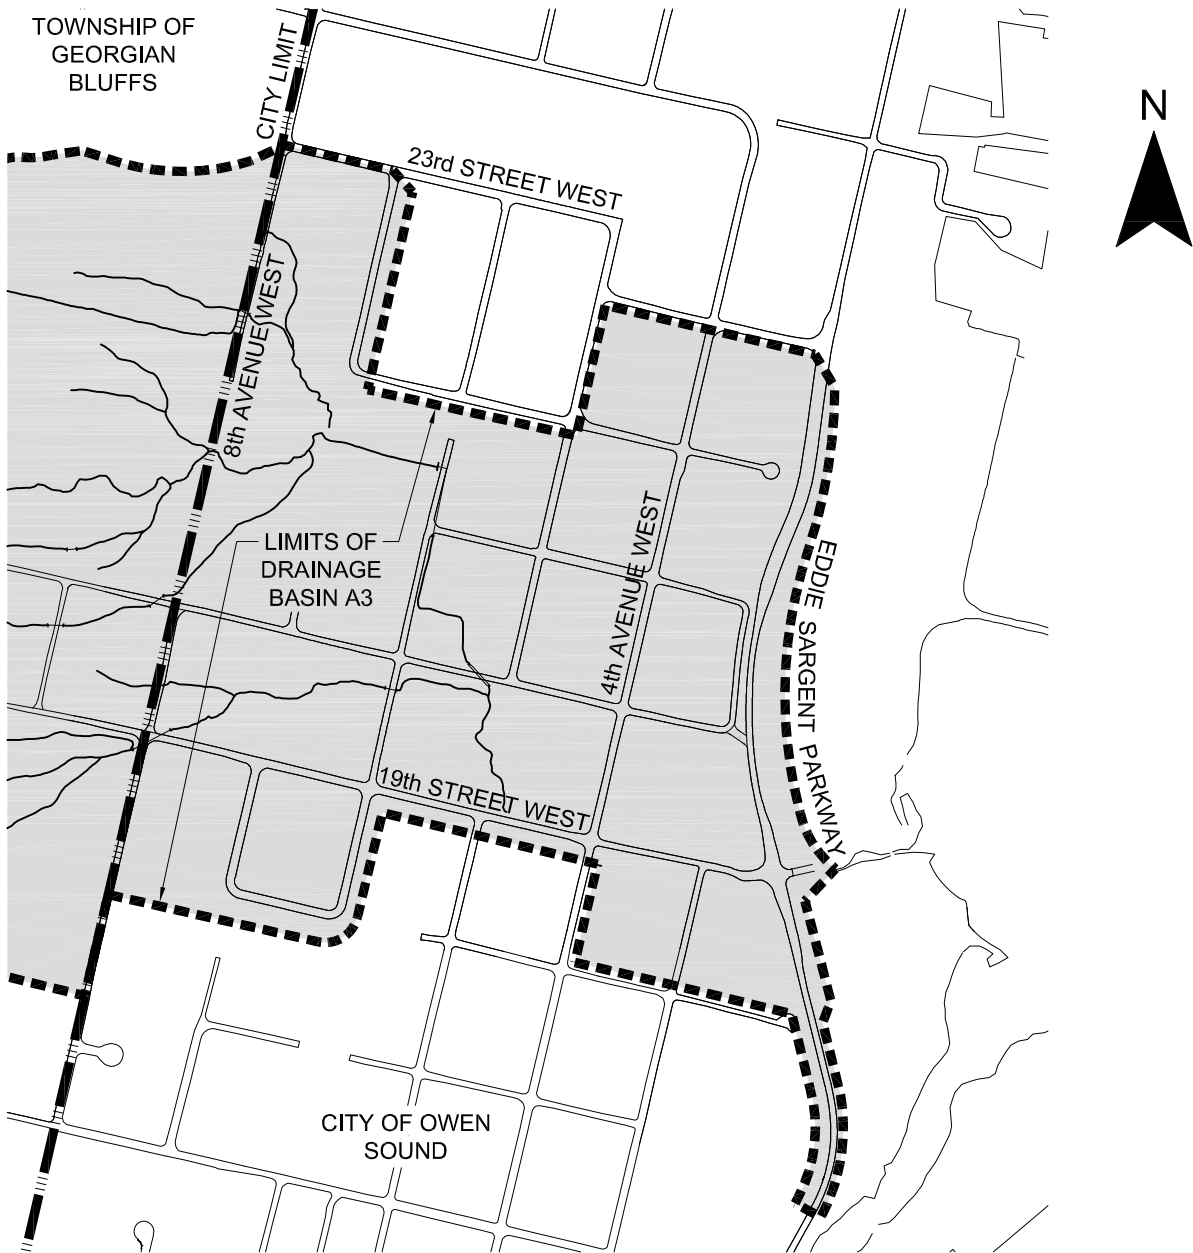 TOWNSHIP OF
GEORGIAN
BLUFFS
CITY LIMIT
N
23rd STREET WEST
8th AVENUE WEST
LIMITS OF
DRAINAGE
BASIN A3
4th AVENUE WEST
EDDIE SARGENT PARKWAY
19th STREET WEST
CITY OF OWEN
SOUND